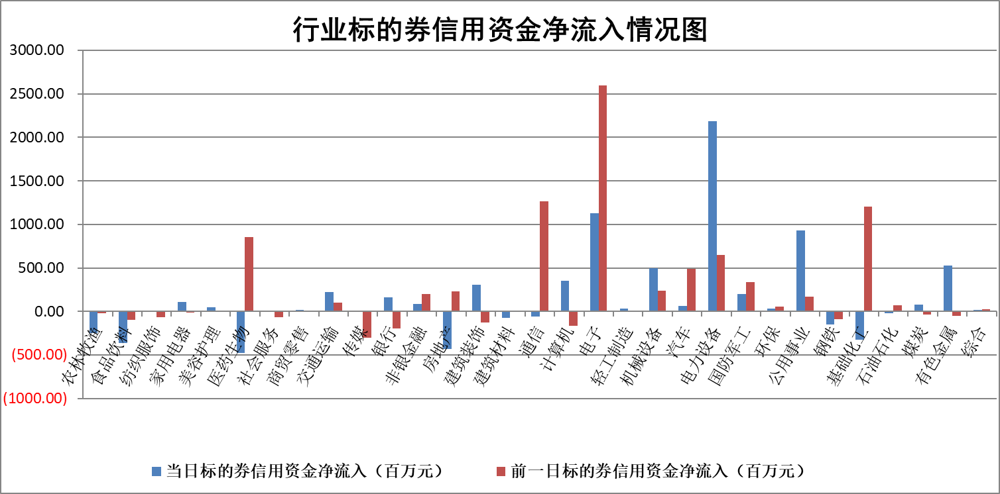 行业标的券信用资金净流入情况图
3000.00
2500.00
2000.00
1500.00
1000.00
500.00
0.00
(500.00)
(1000.00)
农林牧渔
食品饮料
纺织服饰
家用电器
美容护理
医药生物
社会服务
商贸零售
交通运输
传媒
银行
非银金融
房地产
建筑装饰
建筑材料
通信
计算机
电子
轻工制造
机械设备
汽车
电力设备
国防军工
环保
公用事业
钢铁
基础化工
石油石化
煤炭
有色金属
综合
当日标的券信用资金净流入（百万元）
前一日标的券信用资金净流入（百万元）